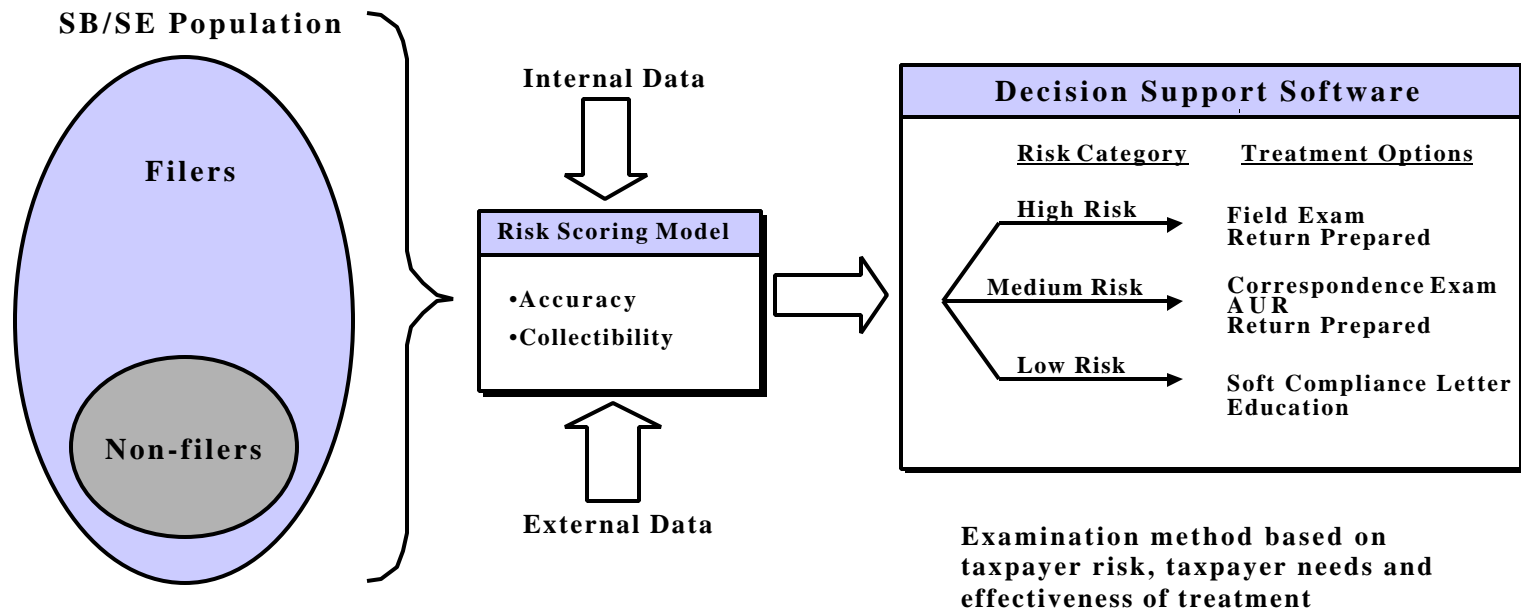 SB/SE Population
Filers
Non-filers
Internal Data
Risk Scoring Model
•Accuracy
•Collectibility
External Data
Decision Support Software
Risk Category
Treatment Options
High Risk
Field Exam
Return Prepared
Medium Risk
Correspondence Exam
AUR
Return Prepared
Low Risk
Soft Compliance Letter
Education
Examination method based on
taxpayer risk, taxpayer needs and
effectiveness of treatment